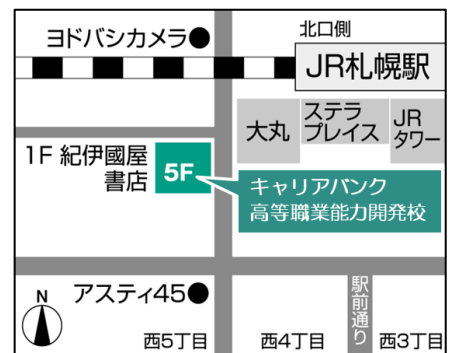 ヨドバシカメラ
北口側
JR札幌駅
大丸
ステラ
プレイス
JR
タワー
1F 紀伊國屋
書店
5F
キャリアバンク
高等職業能力開発校
N
アスティ45
駅前通り
西5丁目
西4丁目
西3丁目